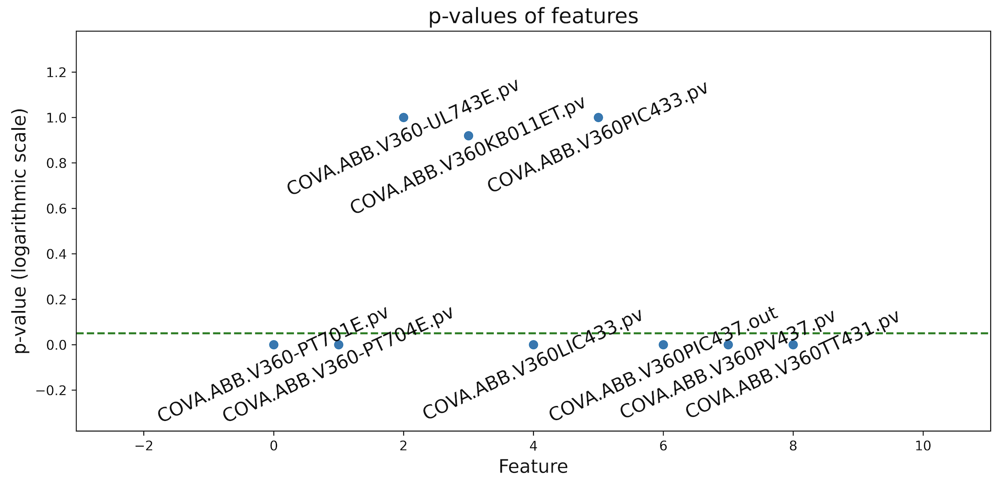 p-values of features
p-value (logarithmic scale)
1.2
1.0
0.8
0.6
0.4
0.2
0.0
−0.2
COVA.ABB.V360-UL743E.pv
COVA.ABB.V360KB011ET.pv
COVA.ABB.V360PIC433.pv
COVA.ABB.V360-PT701E.pv
COVA.ABB.V360-PT704E.pv
COVA.ABB.V360LIC433.pv
COVA.ABB.V360PIC437.out
COVA.ABB.V360PV437.pv
COVA.ABB.V360TT431.pv
−2
0
2
4
6
8
10
Feature